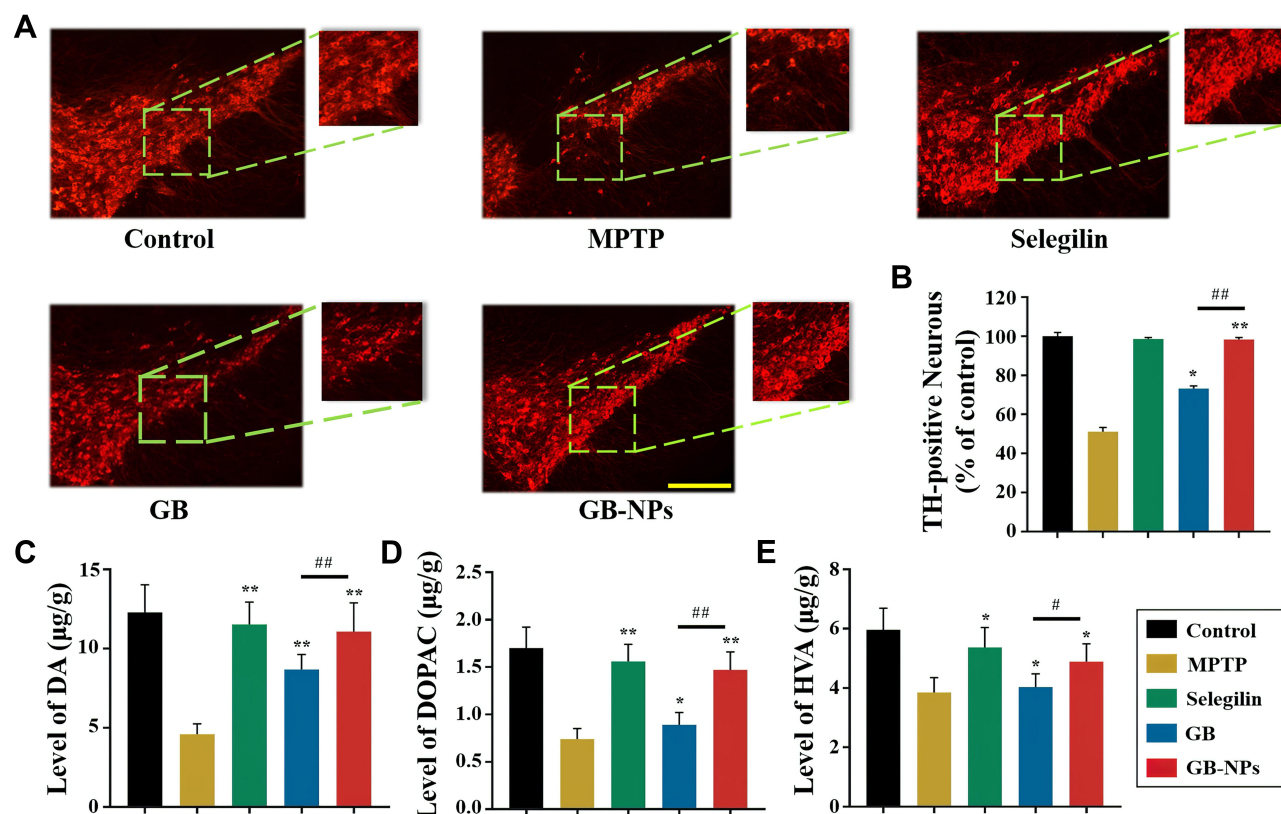 A
Control
MPTP
Selegilin
GB
GB-NPs
B
TH-positive Neurous
(% of control)
120
100
80
60
40
20
0
*
##
**
C
Level of DA (µg/g)
15
10
5
0
**
**
##
**
D
Level of DOPAC (µg/g)
2.5
2.0
1.5
1.0
0.5
0.0
**
*
##
**
E
Level of HVA (µg/g)
8
6
4
2
0
*
*
#
*
Control
MPTP
Selegilin
GB
GB-NPs